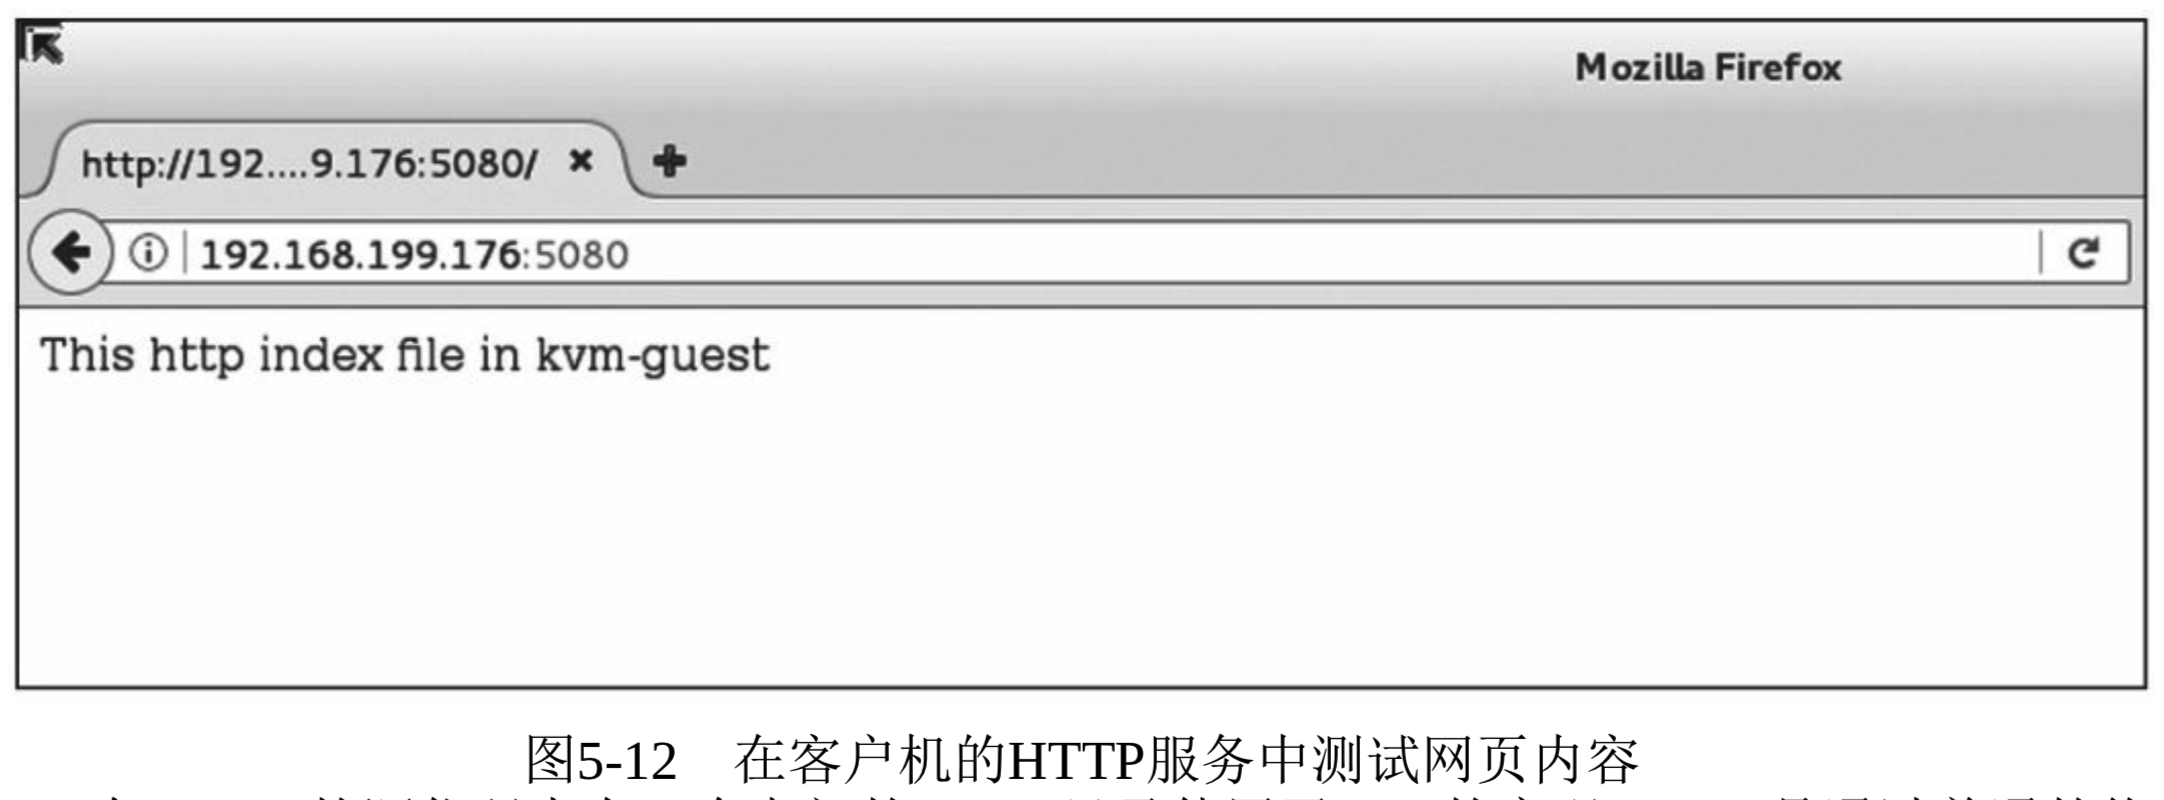 Mozilla Firefox
http://192....9.176:5080/
192.168.199.176:5080
This http index file in kvm-guest
图5-12 在客户机的HTTP服务中测试网页内容